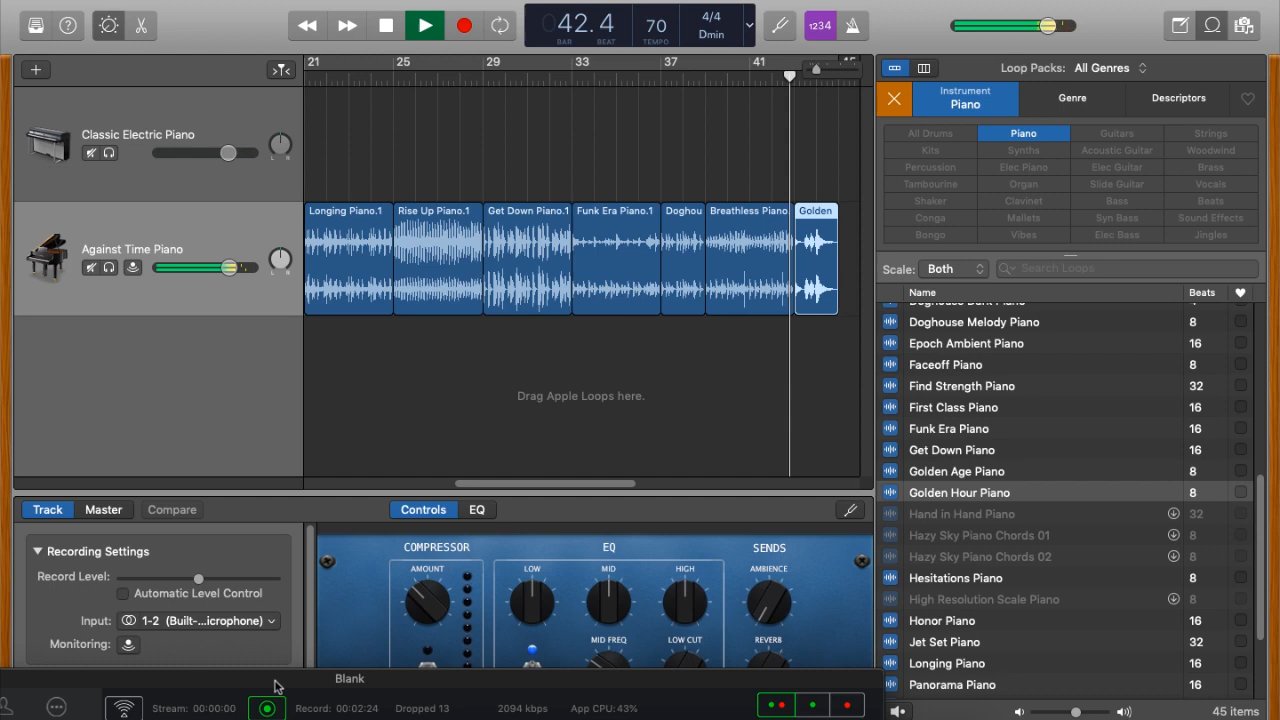 42.4
BAR BEAT
70
TEMPO
4/4
Dmin
1234
21 25 29 33 37 41
Loop Packs: All Genres
Instrument
Piano
Genre
Descriptors
All Drums Piano Guitars Strings
Kits Synths Acoustic Guitar Woodwind
Percussion Elec Piano Elec Guitar Brass
Tambourine Organ Slide Guitar Vocals
Shaker Clavinet Bass Beats
Conga Mallets Syn Bass Sound Effects
Bongo Vibes Elec Bass Jingles
Scale: Both Search Loops
Name Beats
Classic Electric Piano
L R
Against Time Piano
L R
Longing Piano.1 Rise Up Piano.1 Get Down Piano.1 Funk Era Piano.1 Doghou Breathless Piano Golden
Drag Apple Loops here.
Doghouse Dark Piano
Doghouse Melody Piano 8
Epoch Ambient Piano 16
Faceoff Piano 8
Find Strength Piano 32
First Class Piano 16
Funk Era Piano 16
Get Down Piano 16
Golden Age Piano 8
Golden Hour Piano 8
Hand in Hand Piano 32
Hazy Sky Piano Chords 01 8
Hazy Sky Piano Chords 02 8
Hesitations Piano 8
High Resolution Scale Piano 8
Honor Piano 16
Jet Set Piano 32
Longing Piano 16
Panorama Piano 16
45 items
Track Master Compare
Controls EQ
Recording Settings
Record Level:
Automatic Level Control
Input: 1-2 (Built-...icrophone)
Monitoring:
COMPRESSOR EQ SENDS
AMOUNT LOW MID HIGH AMBIENCE
MID FREQ LOW CUT REVERB
Blank
Stream: 00:00:00 Record: 00:02:24 Dropped 13 2094 kbps App CPU: 43%